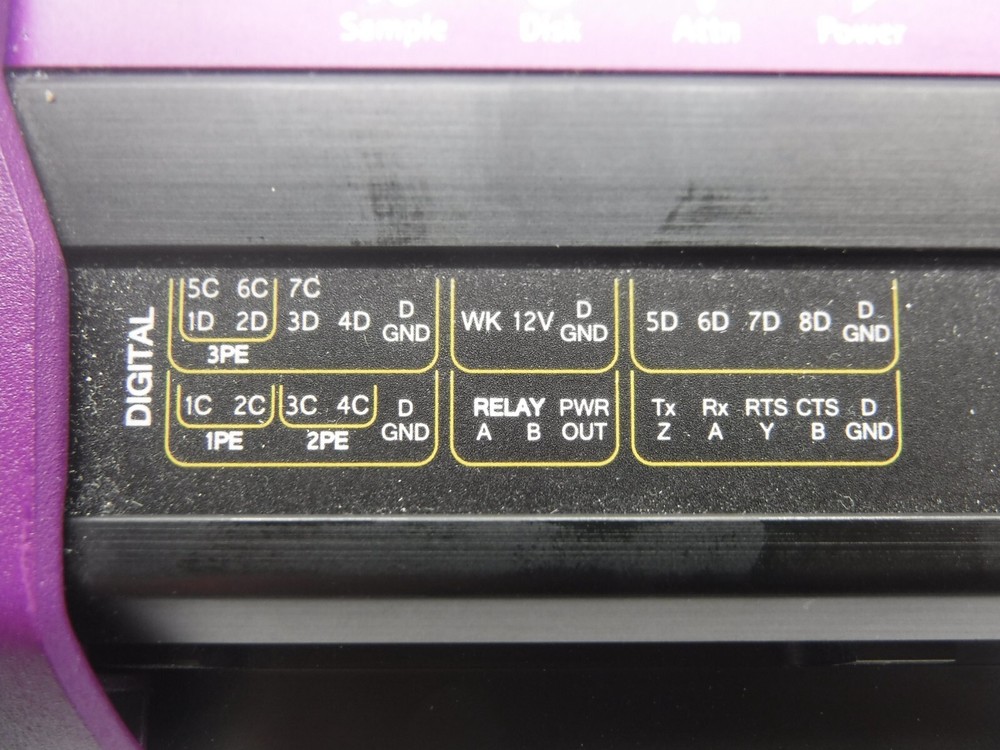 Sample Disk Attn Power
DIGITAL
5C 6C 7C
1D 2D 3D 4D D GND
3PE
WK 12V D GND
5D 6D 7D 8D D GND
1C 2C 3C 4C D GND
1PE 2PE
RELAY PWR
A B OUT
Tx Rx RTS CTS D
Z A Y B GND